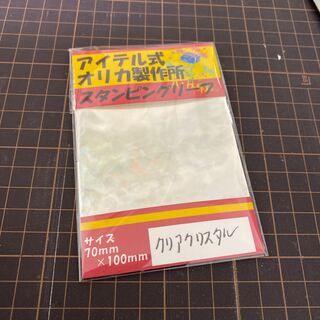 アイテル式
オリカ製作所
スタンピングリーフ
サイズ
70mm
×100mm
クリアクリスタル